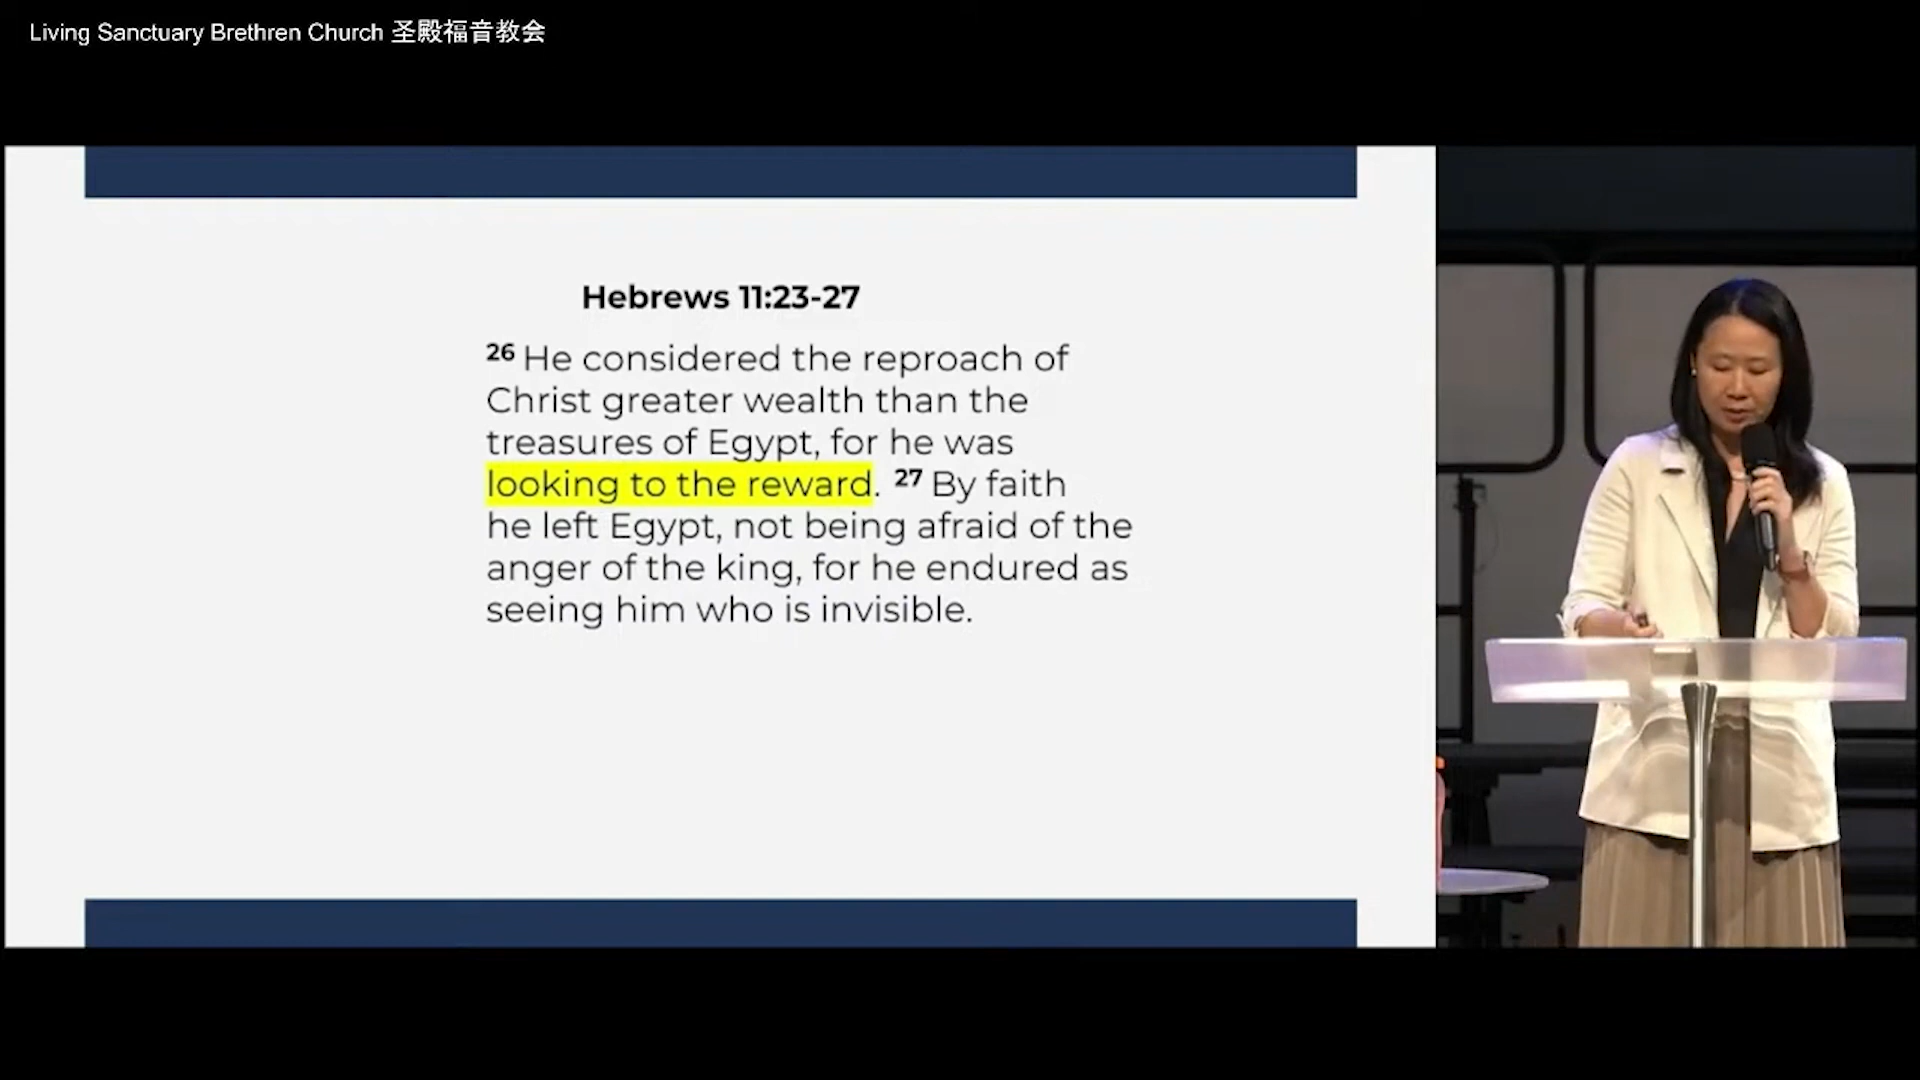 Living Sanctuary Brethren Church 圣殿福音教会
Hebrews 11:23-27
26 He considered the reproach of
Christ greater wealth than the
treasures of Egypt, for he was
looking to the reward. 27 By faith
he left Egypt, not being afraid of the
anger of the king, for he endured as
seeing him who is invisible.